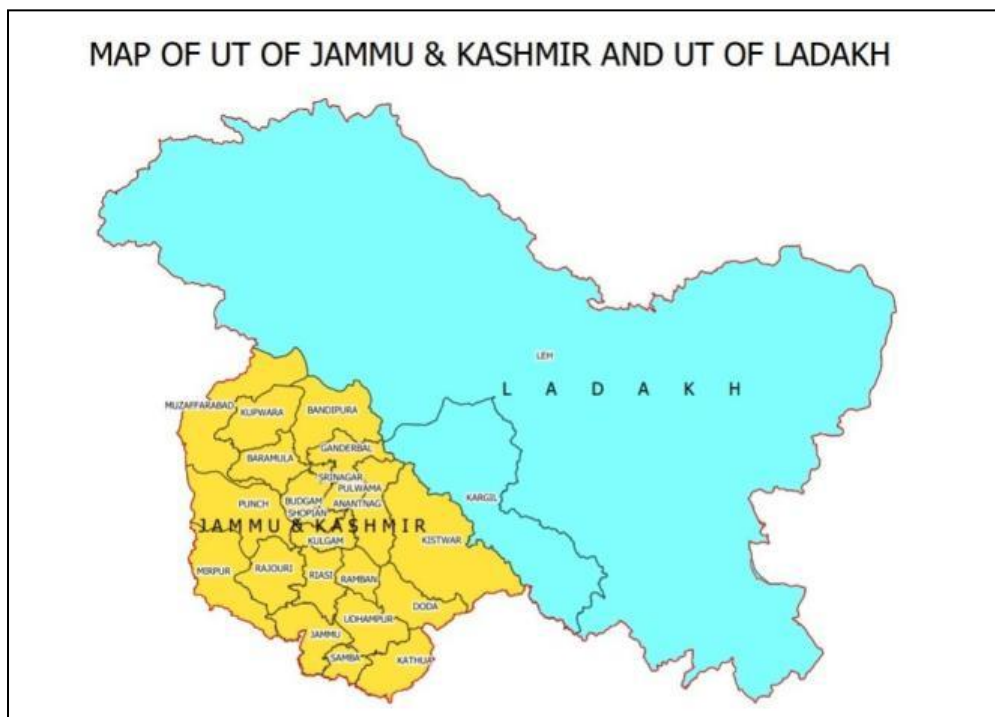 MAP OF UT OF JAMMU & KASHMIR AND UT OF LADAKH
LEH
L A D A K H
MUZAFFARABAD
KUPWARA
BANDIPURA
GANDERBAL
BARAMULA
SRINAGAR
PULWAMA
BUDGAM
ANANTNAG
PUNCH
SHOPIAN
KARGIL
JAMMU & KASHMIR
KULGAM
KISTWAR
MIRPUR
RAJOURI
RIASI
RAMBAN
DODA
UDHAMPUR
JAMMU
SAMBA
KATHUA